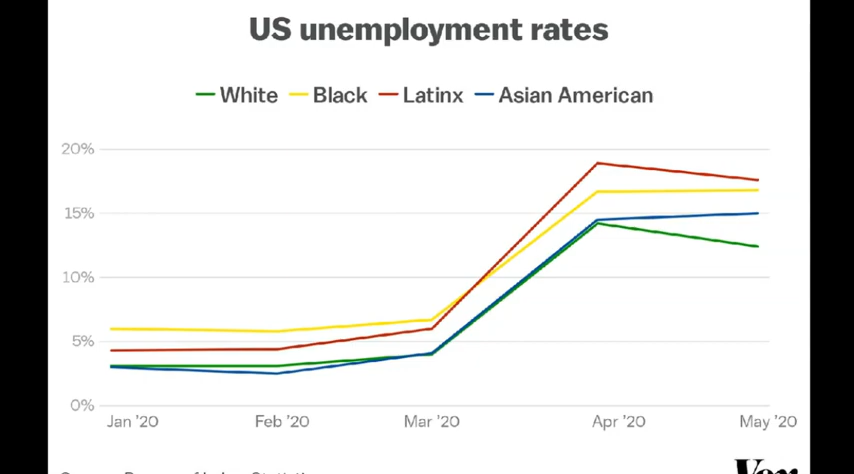 US unemployment rates
White Black Latinx Asian American
20%
15%
10%
5%
0%
Jan '20 Feb '20 Mar '20 Apr '20 May '20